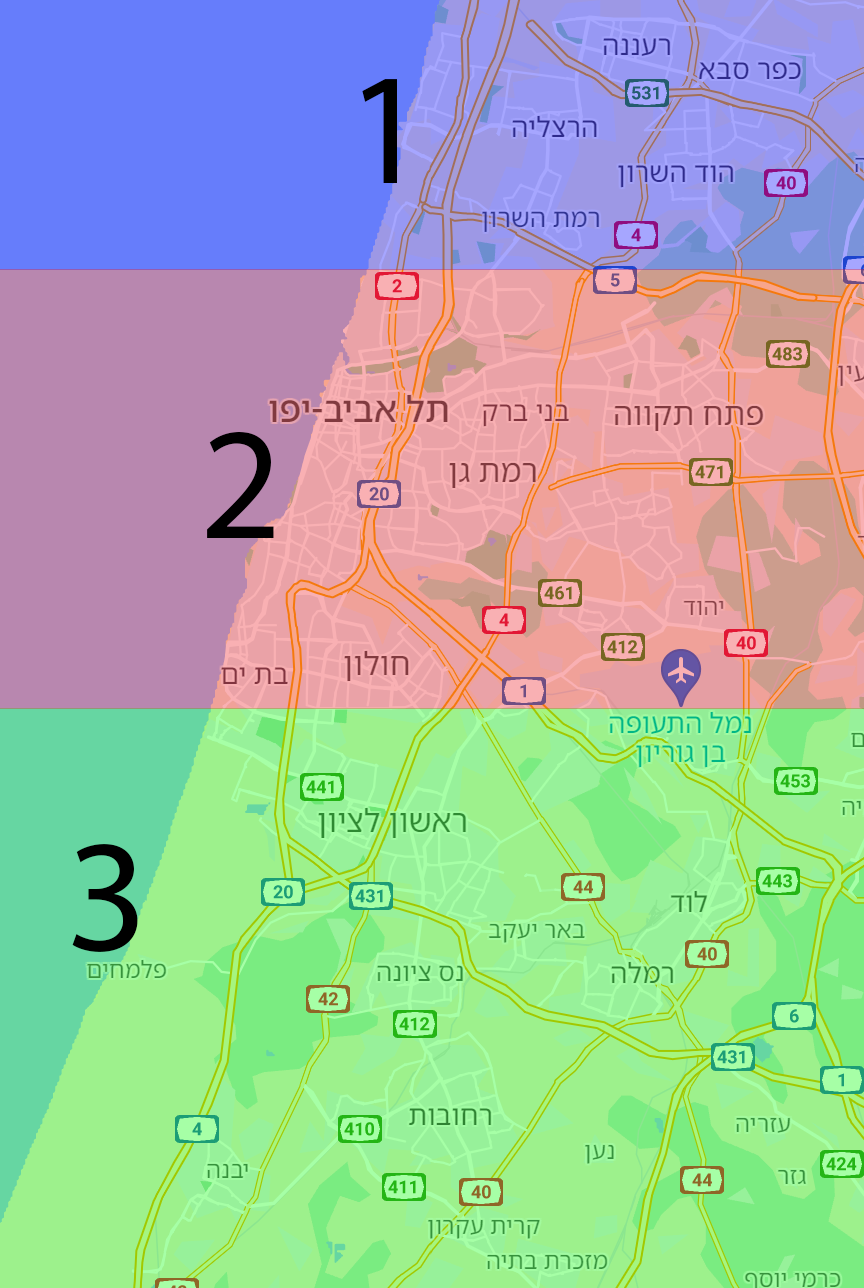 רעננה
כפר סבא
531
1
הרצליה
הוד השרון
40
רמת השרון
4
5
2
483
תל אביב-יפו
בני ברק
פתח תקווה
רמת גן
471
2
20
461
יהוד
4
412
40
חולון
בת ים
1
נמל התעופה
בן גוריון
453
441
ראשון לציון
3
443
20
431
44
לוד
באר יעקב
40
פלמחים
נס ציונה
רמלה
42
412
6
431
1
רחובות
4
410
עזריה
נען
יבנה
424
גזר
44
411
40
קרית עקרון
מזכרת בתיה
כרמי יוסף